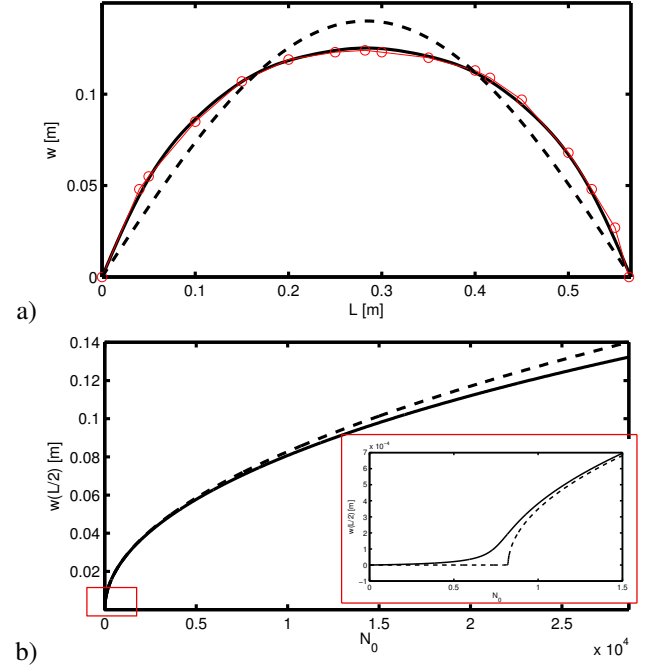 0.1
0.05
0
w [m]
0 0.1 0.2 0.3 0.4 0.5
L [m]
a)
0.14
0.12
0.1
0.08
0.06
0.04
0.02
w(L/2) [m]
x 10⁻⁴
7
6
5
4
3
2
1
0
−1
w(L/2) [m]
0 0.5 1 1.5
N₀
0 0.5 1 1.5 2 2.5
N₀
x 10⁴
b)